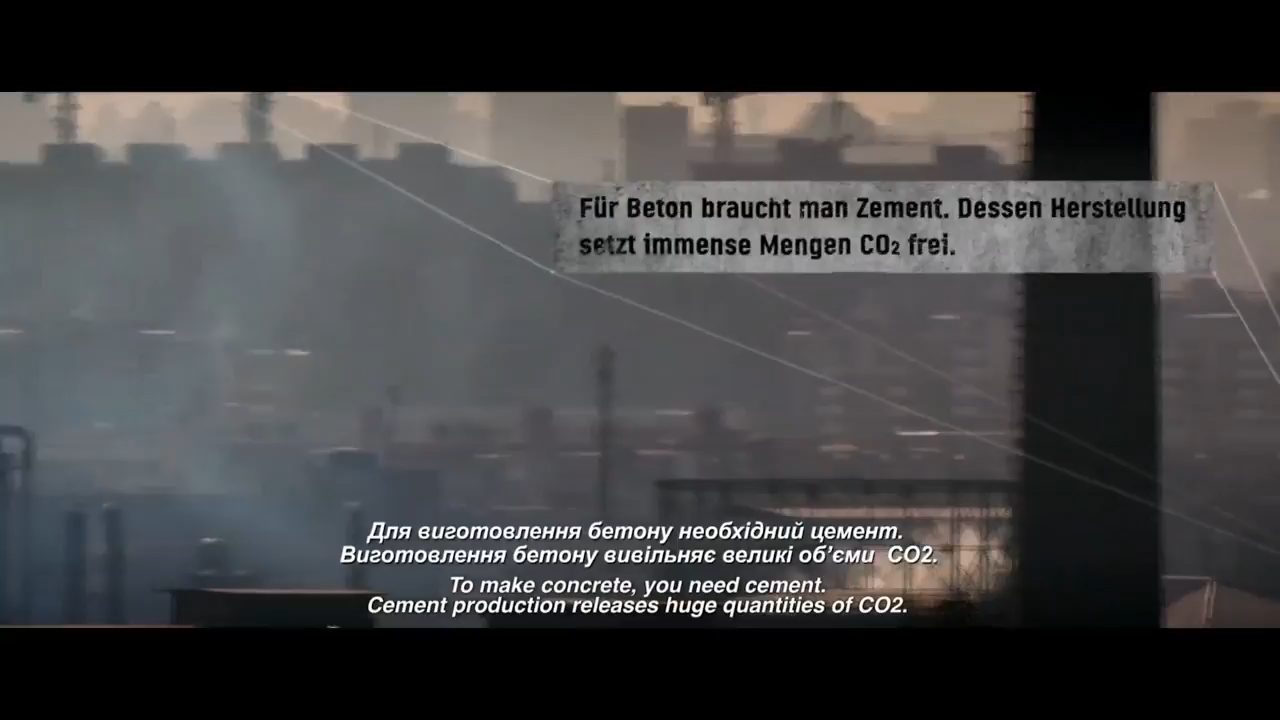 Für Beton braucht man Zement. Dessen Herstellung
setzt immense Mengen CO₂ frei.
Для виготовлення бетону необхідний цемент.
Виготовлення бетону вивільняє великі об’єми CO2.
To make concrete, you need cement.
Cement production releases huge quantities of CO2.